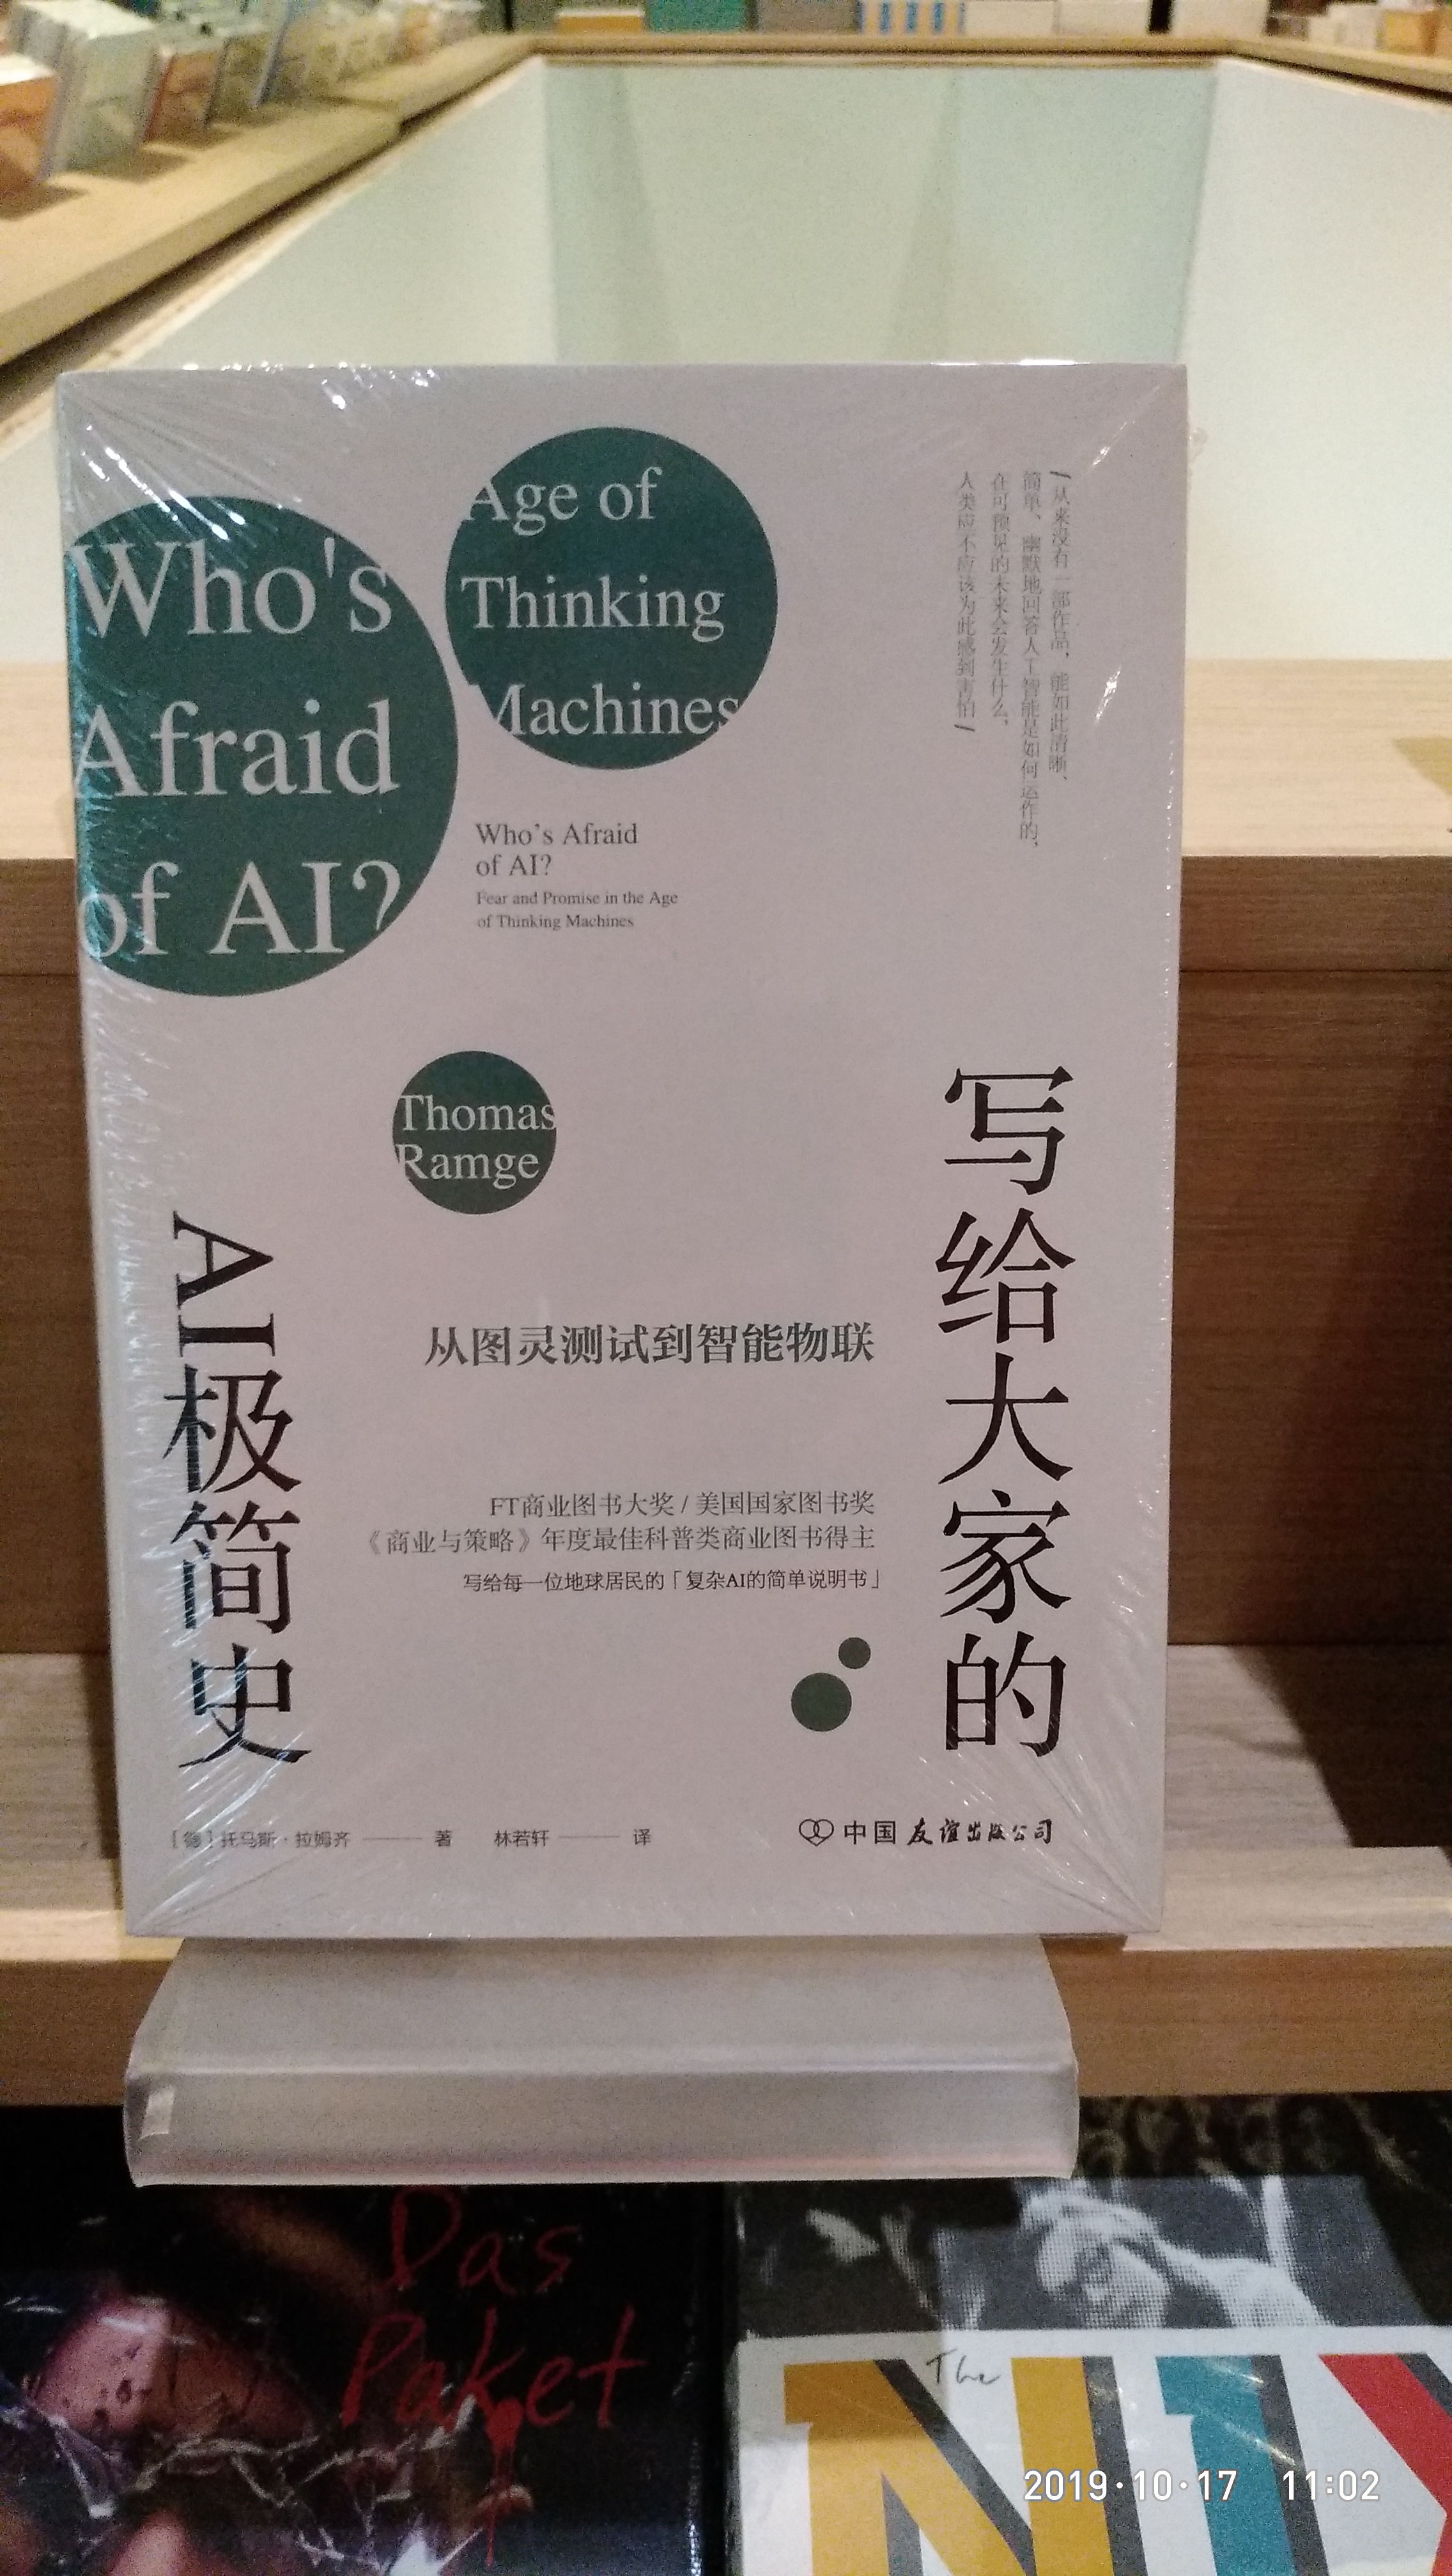 Who's
Afraid
of AI?
Age of
Thinking
Machines
Who's Afraid
of AI?
Fear and Promise in the Age
of Thinking Machines
/从来没有一部作品，能如此清晰、
简单、幽默地回答人工智能是如何运作的，
在可预见的未来会发生什么，
人类应不应该为此感到害怕/
Thomas
Ramge
写给大家的
AI极简史
从图灵测试到智能物联
FT商业图书大奖 / 美国国家图书奖
《商业与策略》年度最佳科普类商业图书得主
写给每一位地球居民的「复杂AI的简单说明书」
[德]托马斯·拉姆齐 —— 著 林若轩 —— 译
中国友谊出版公司
Das
Paket
The
2019·10·17 11:02